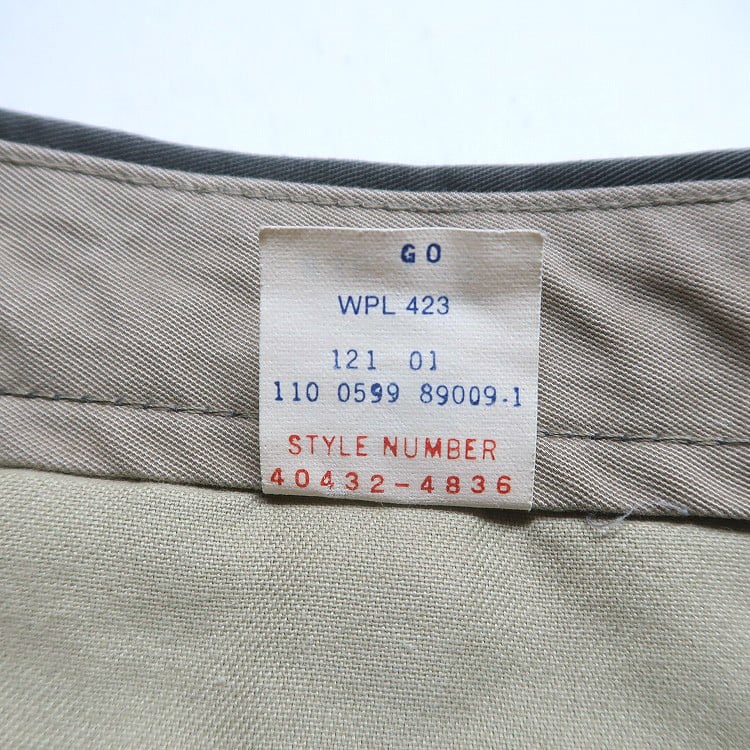 GO
WPL 423
121 01
110 0599 89009-1
STYLE NUMBER
40432-4836